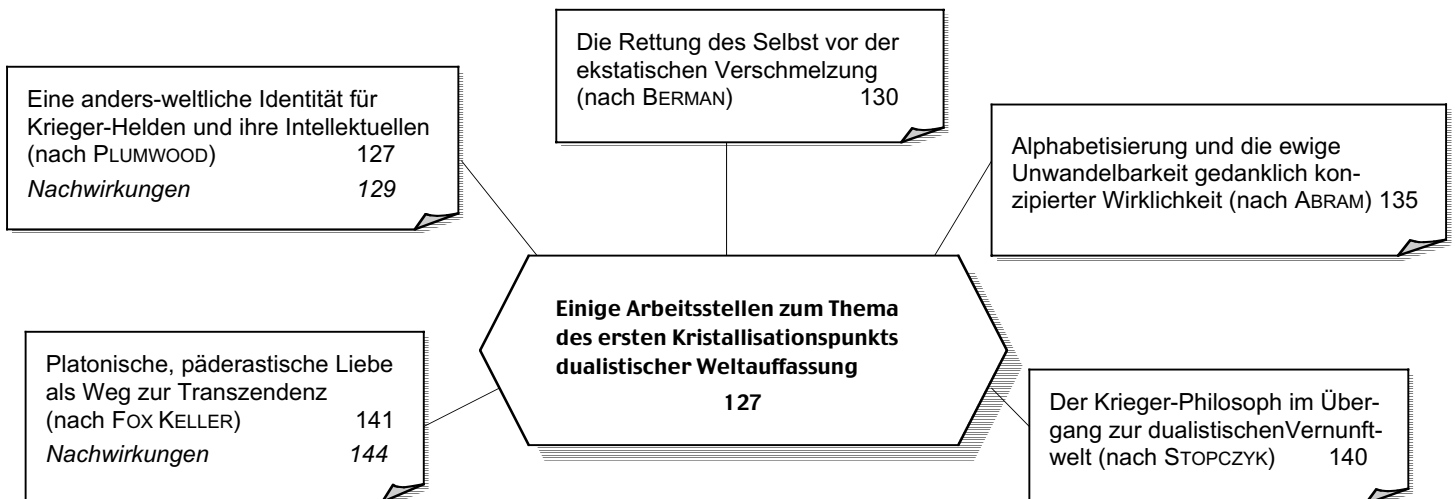 Die Rettung des Selbst vor der
ekstatischen Verschmelzung
(nach BERMAN) 130
Eine anders-weltliche Identität für
Krieger-Helden und ihre Intellektuellen
(nach PLUMWOOD) 127
Nachwirkungen 129
Alphabetisierung und die ewige
Unwandelbarkeit gedanklich kon-
zipierter Wirklichkeit (nach ABRAM) 135
Einige Arbeitsstellen zum Thema
des ersten Kristallisationspunkts
dualistischer Weltauffassung
127
Platonische, päderastische Liebe
als Weg zur Transzendenz
(nach FOX KELLER) 141
Nachwirkungen 144
Der Krieger-Philosoph im Über-
gang zur dualistischenVernunft-
welt (nach STOPCZYK) 140